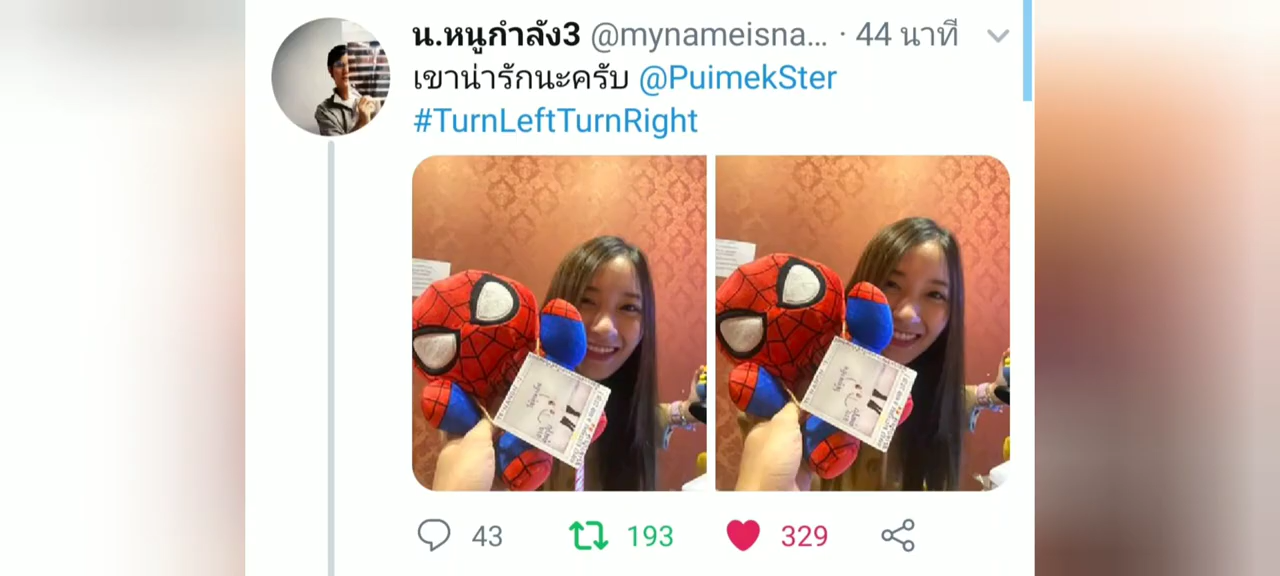 น.หนูกำลัง3 @mynameisna... · 44 นาที
เขาน่ารักนะครับ @PuimekSter
#TurnLeftTurnRight
43 193 329